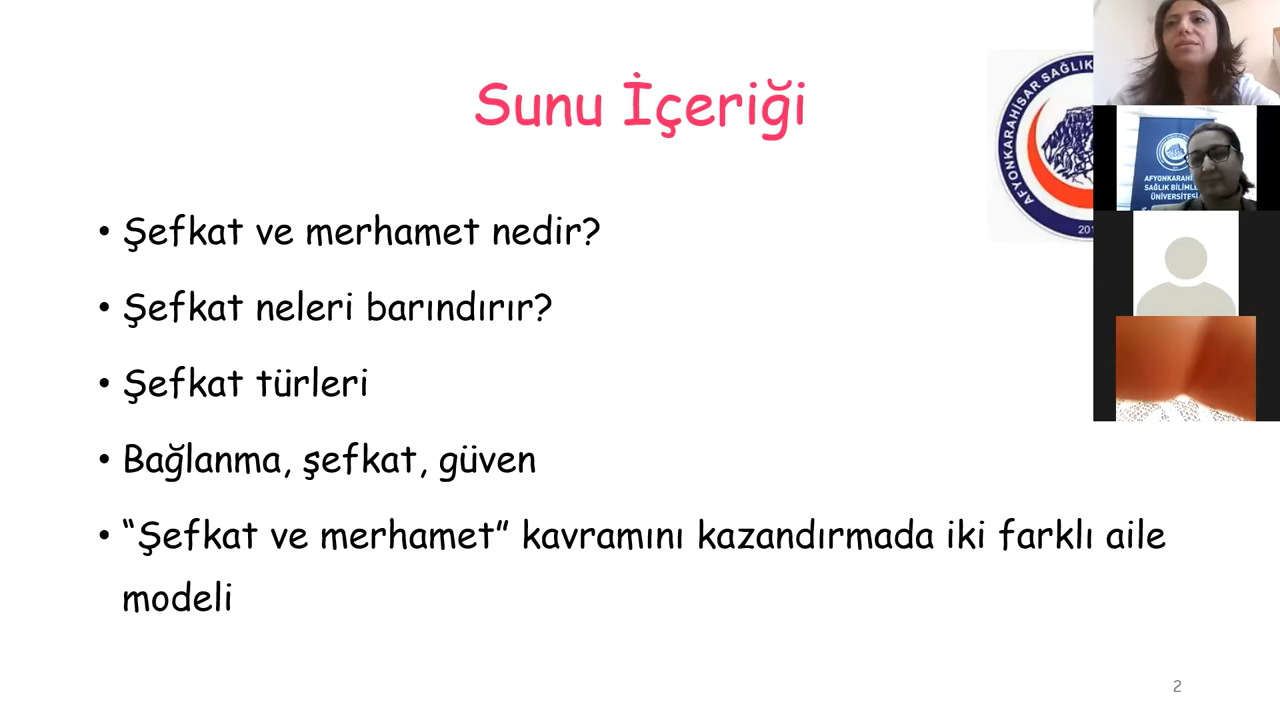 Sunu İçeriği
AFYONKARAHİSAR SAĞLIK
• Şefkat ve merhamet nedir?
• Şefkat neleri barındırır?
• Şefkat türleri
• Bağlanma, şefkat, güven
• “Şefkat ve merhamet” kavramını kazandırmada iki farklı aile
modeli
AFYONKARAHİ
SAĞLIK BİLİMLE
ÜNİVERSİTESİ
2